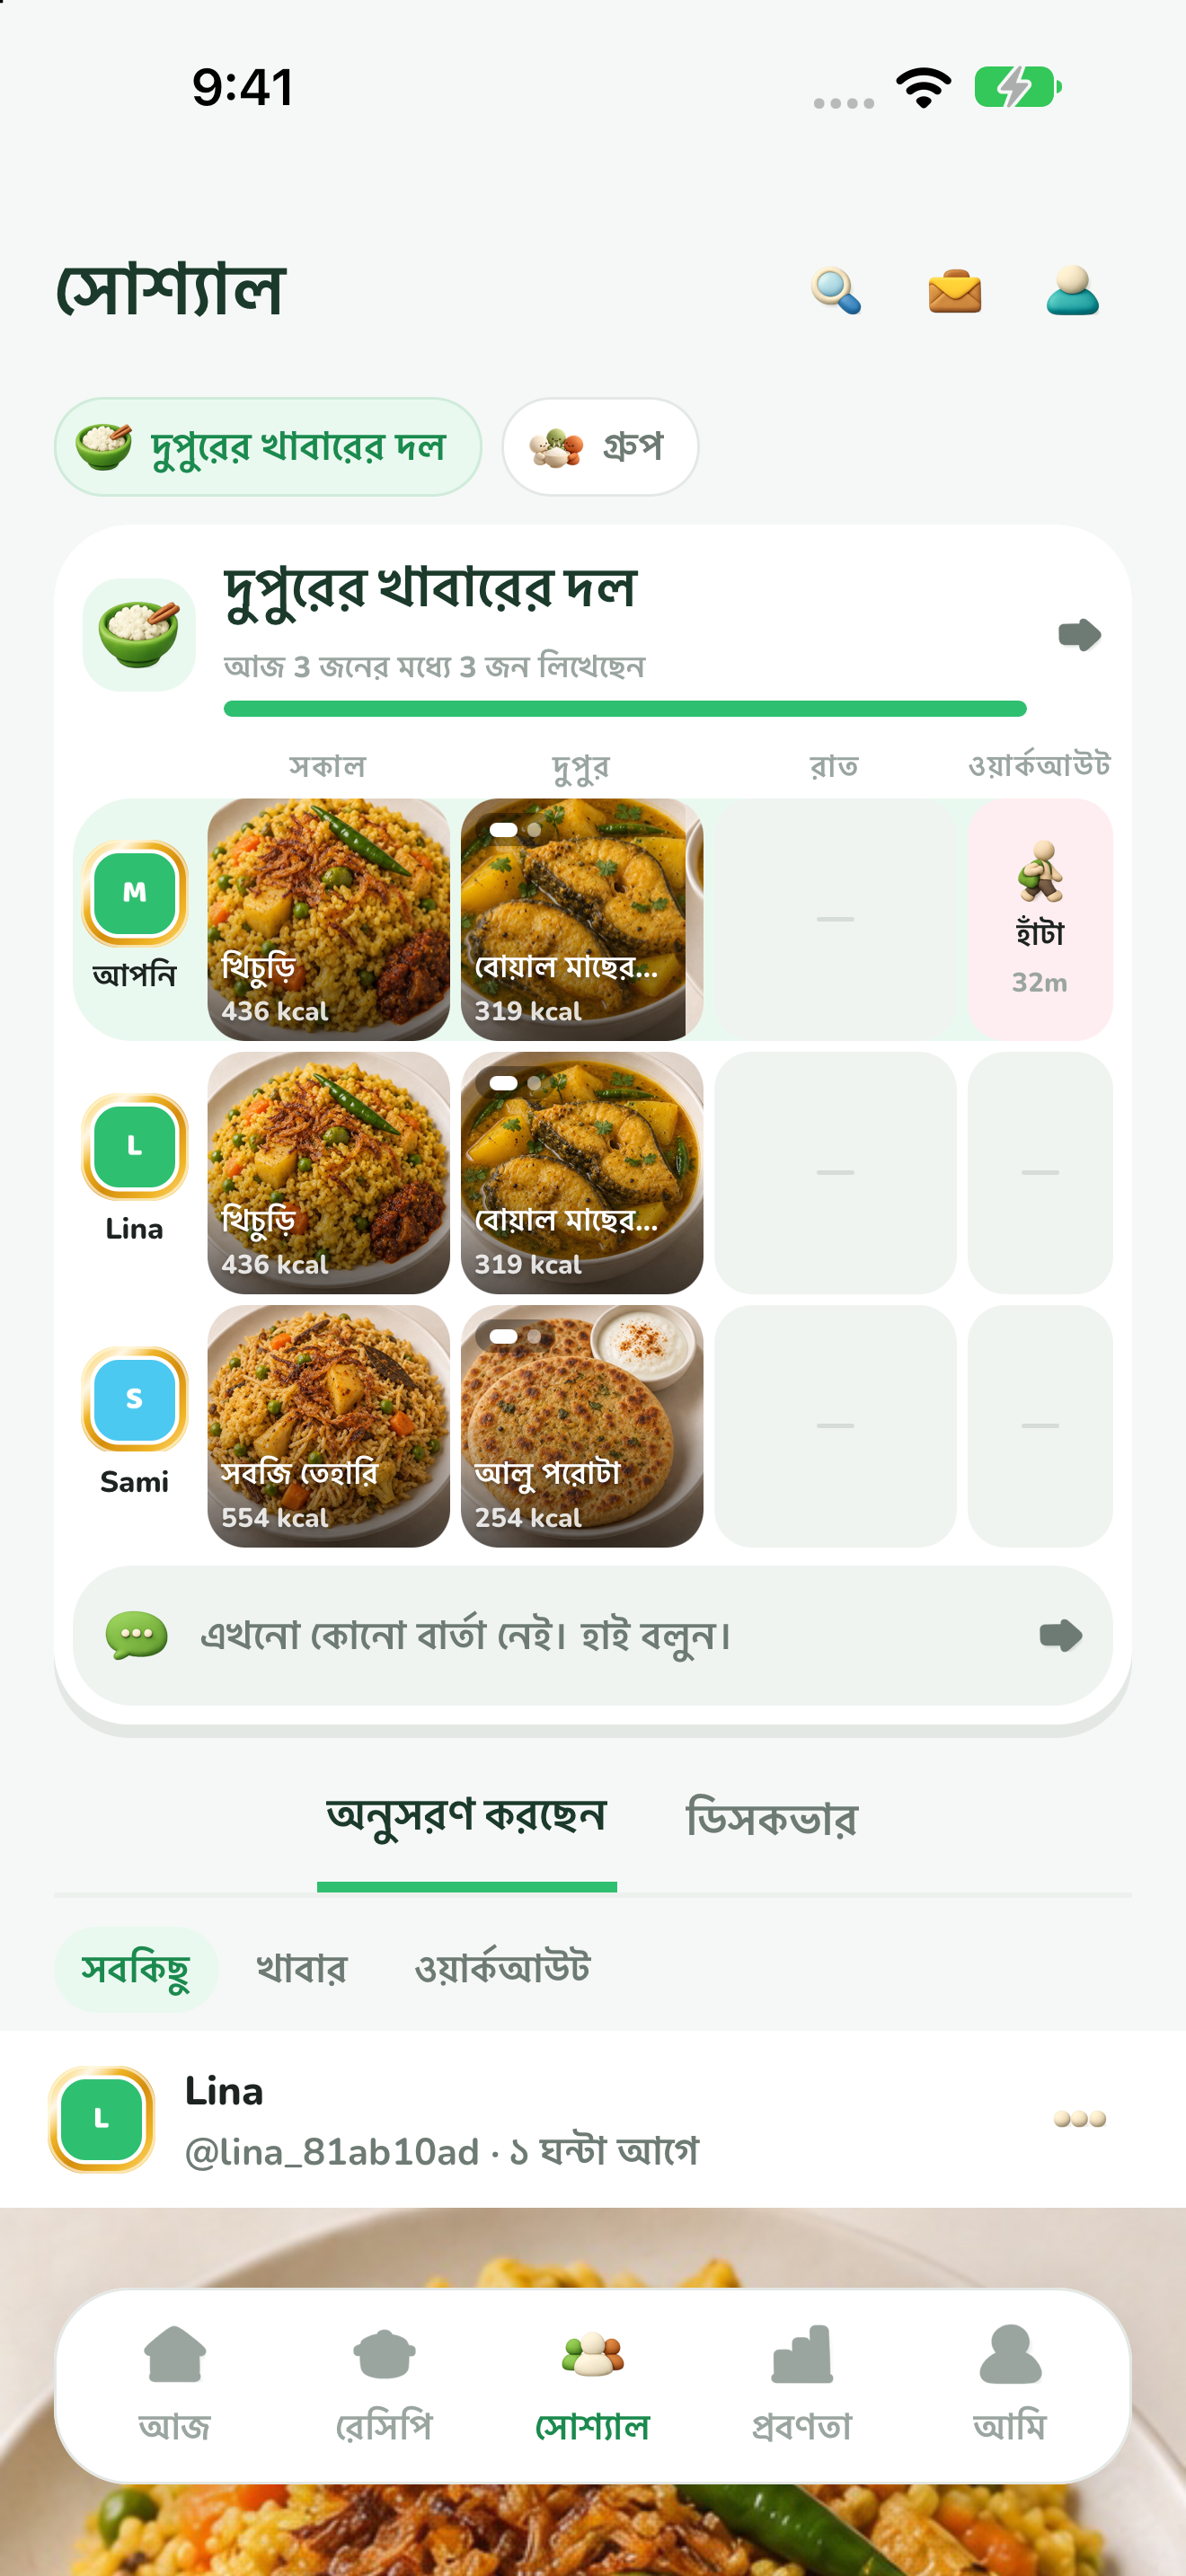 9:41
সোশ্যাল
দুপুরের খাবারের দল
গ্রুপ
দুপুরের খাবারের দল
আজ 3 জনের মধ্যে 3 জন লিখেছেন
সকাল
দুপুর
রাত
ওয়ার্কআউট
M
আপনি
খিচুড়ি
436 kcal
বোয়াল মাছের...
319 kcal
হাঁটা
32m
L
Lina
খিচুড়ি
436 kcal
বোয়াল মাছের...
319 kcal
S
Sami
সবজি তেহারি
554 kcal
আলু পরোটা
254 kcal
এখনো কোনো বার্তা নেই। হাই বলুন।
অনুসরণ করছেন
ডিসকভার
সবকিছু
খাবার
ওয়ার্কআউট
L
Lina
@lina_81ab10ad · ১ ঘন্টা আগে
আজ
রেসিপি
সোশ্যাল
প্রবণতা
আমি